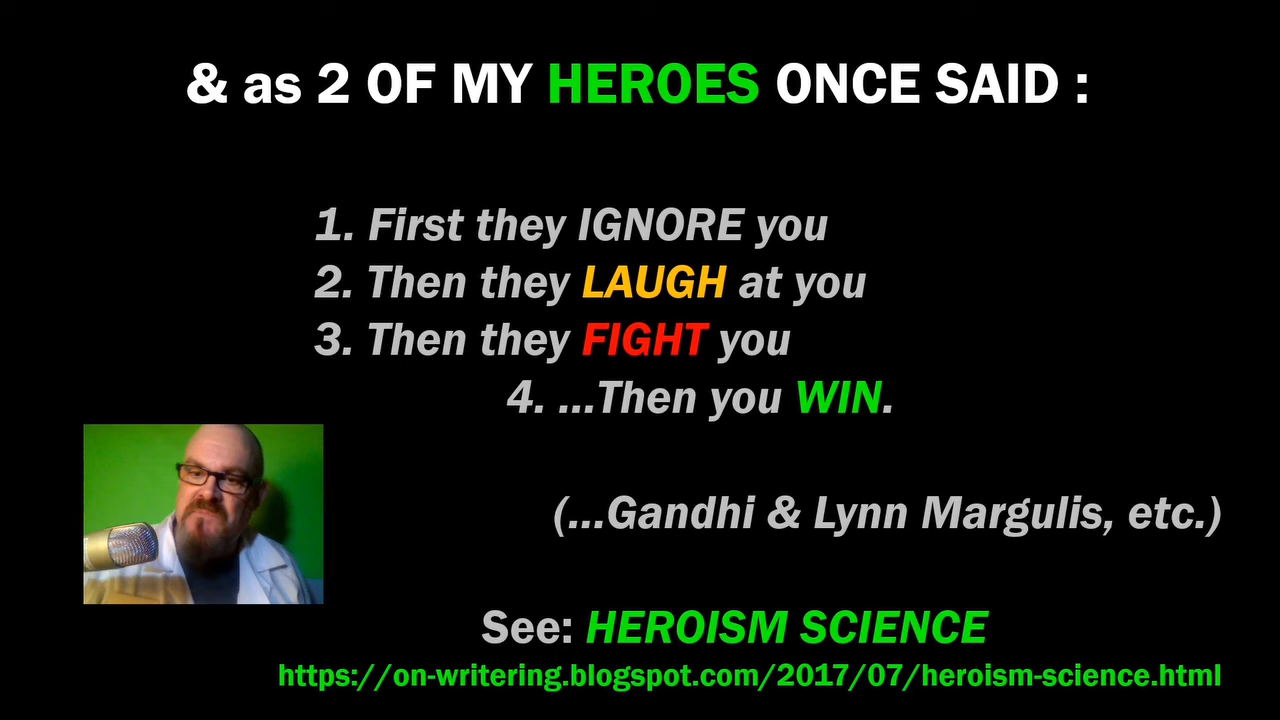 & as 2 OF MY HEROES ONCE SAID :
1. First they IGNORE you
2. Then they LAUGH at you
3. Then they FIGHT you
4. ...Then you WIN.
(...Gandhi & Lynn Margulis, etc.)
See: HEROISM SCIENCE
https://on-writering.blogspot.com/2017/07/heroism-science.html